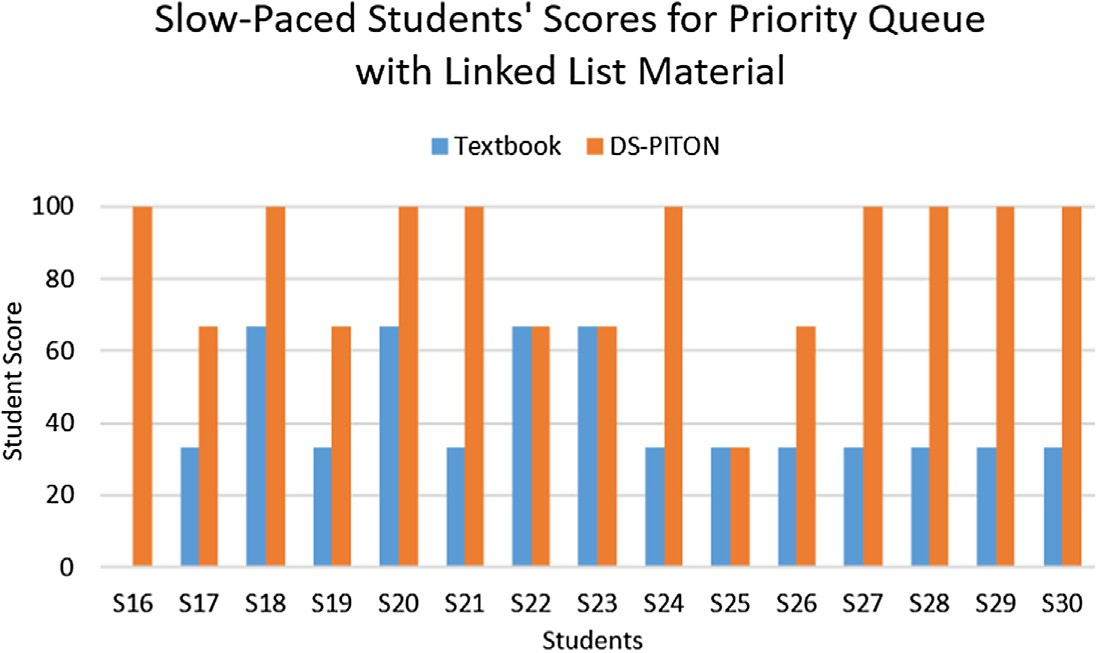 Slow-Paced Students' Scores for Priority Queue
with Linked List Material
Textbook DS-PITON
100
80
60
40
20
0
Student Score
S16 S17 S18 S19 S20 S21 S22 S23 S24 S25 S26 S27 S28 S29 S30
Students